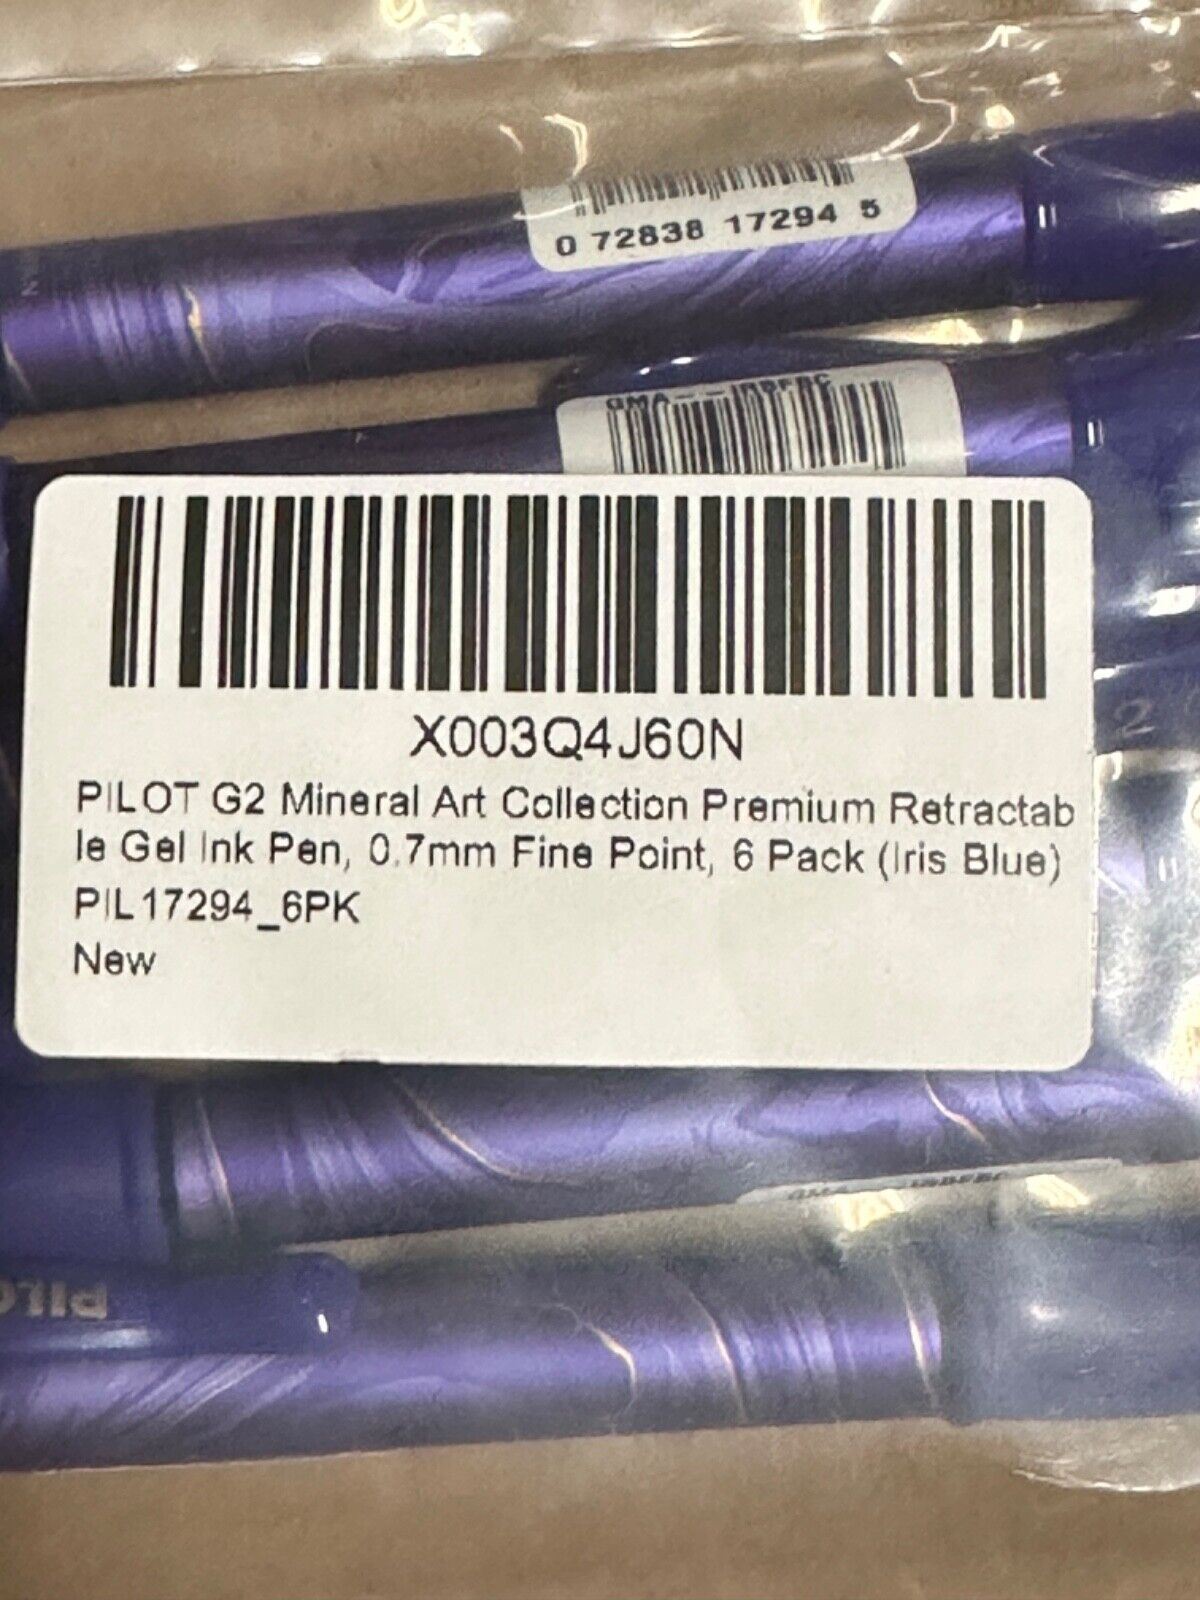 0 72838 17294 5
X003Q4J60N
PILOT G2 Mineral Art Collection Premium Retractab
le Gel Ink Pen, 0.7mm Fine Point, 6 Pack (Iris Blue)
PIL17294_6PK
New
2